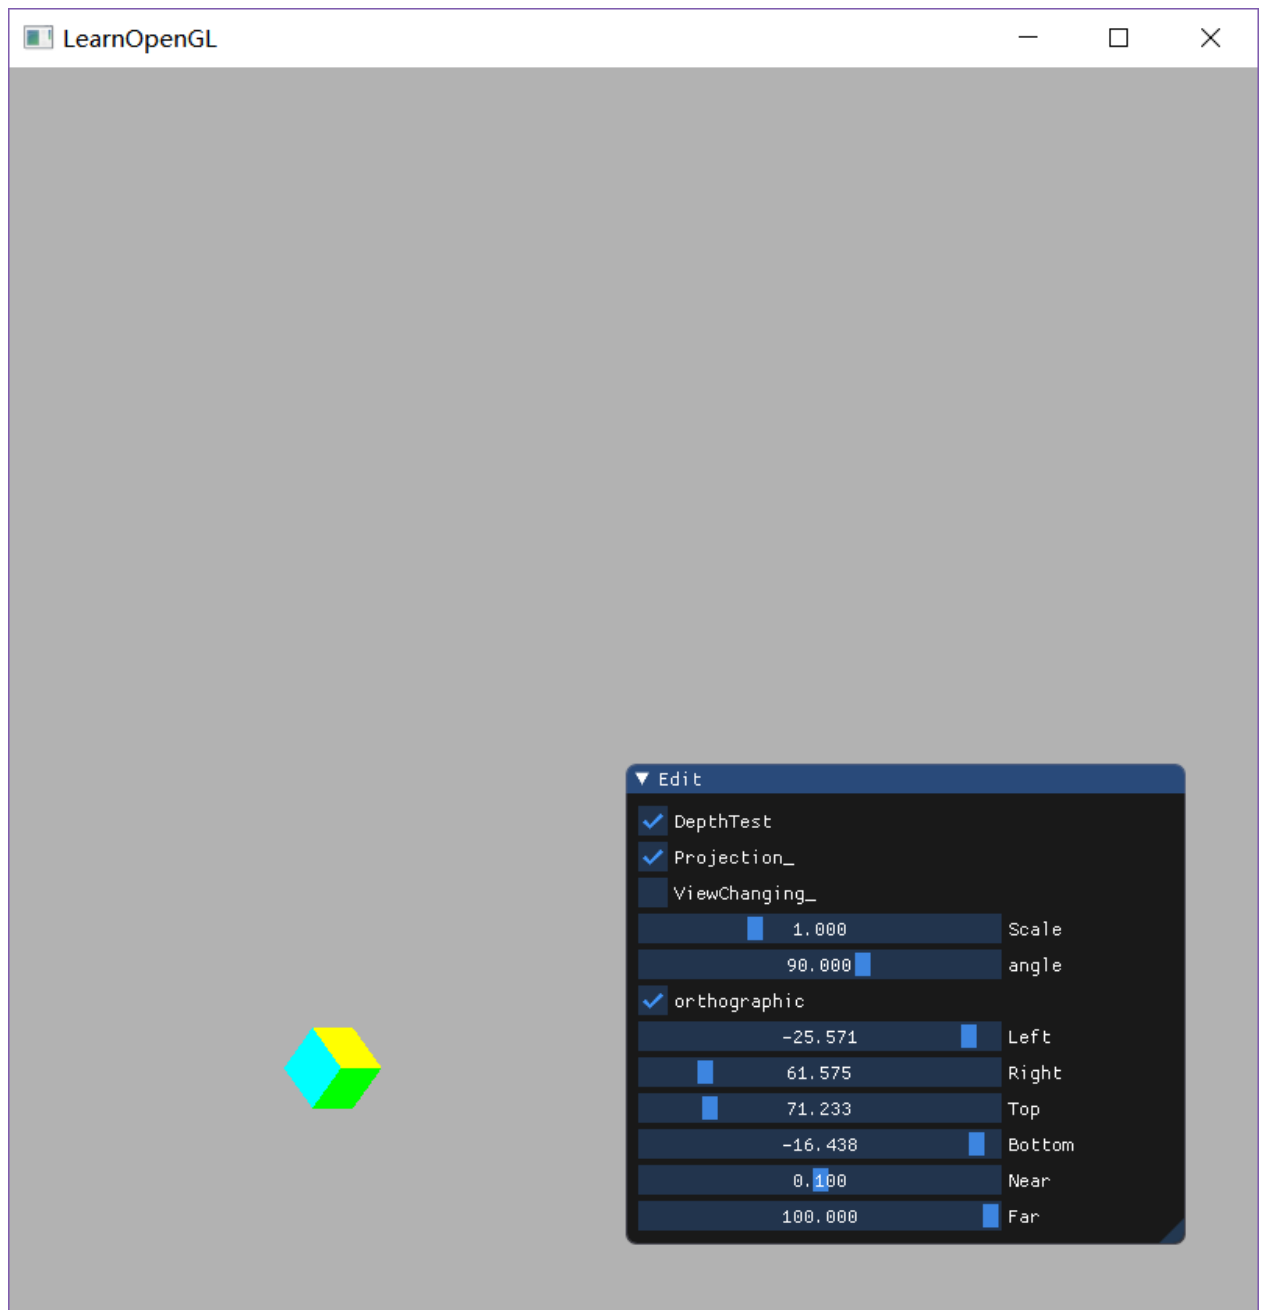 LearnOpenGL
Edit
DepthTest
Projection_
ViewChanging_
1.000 Scale
90.000 angle
orthographic
-25.571 Left
61.575 Right
71.233 Top
-16.438 Bottom
0.100 Near
100.000 Far